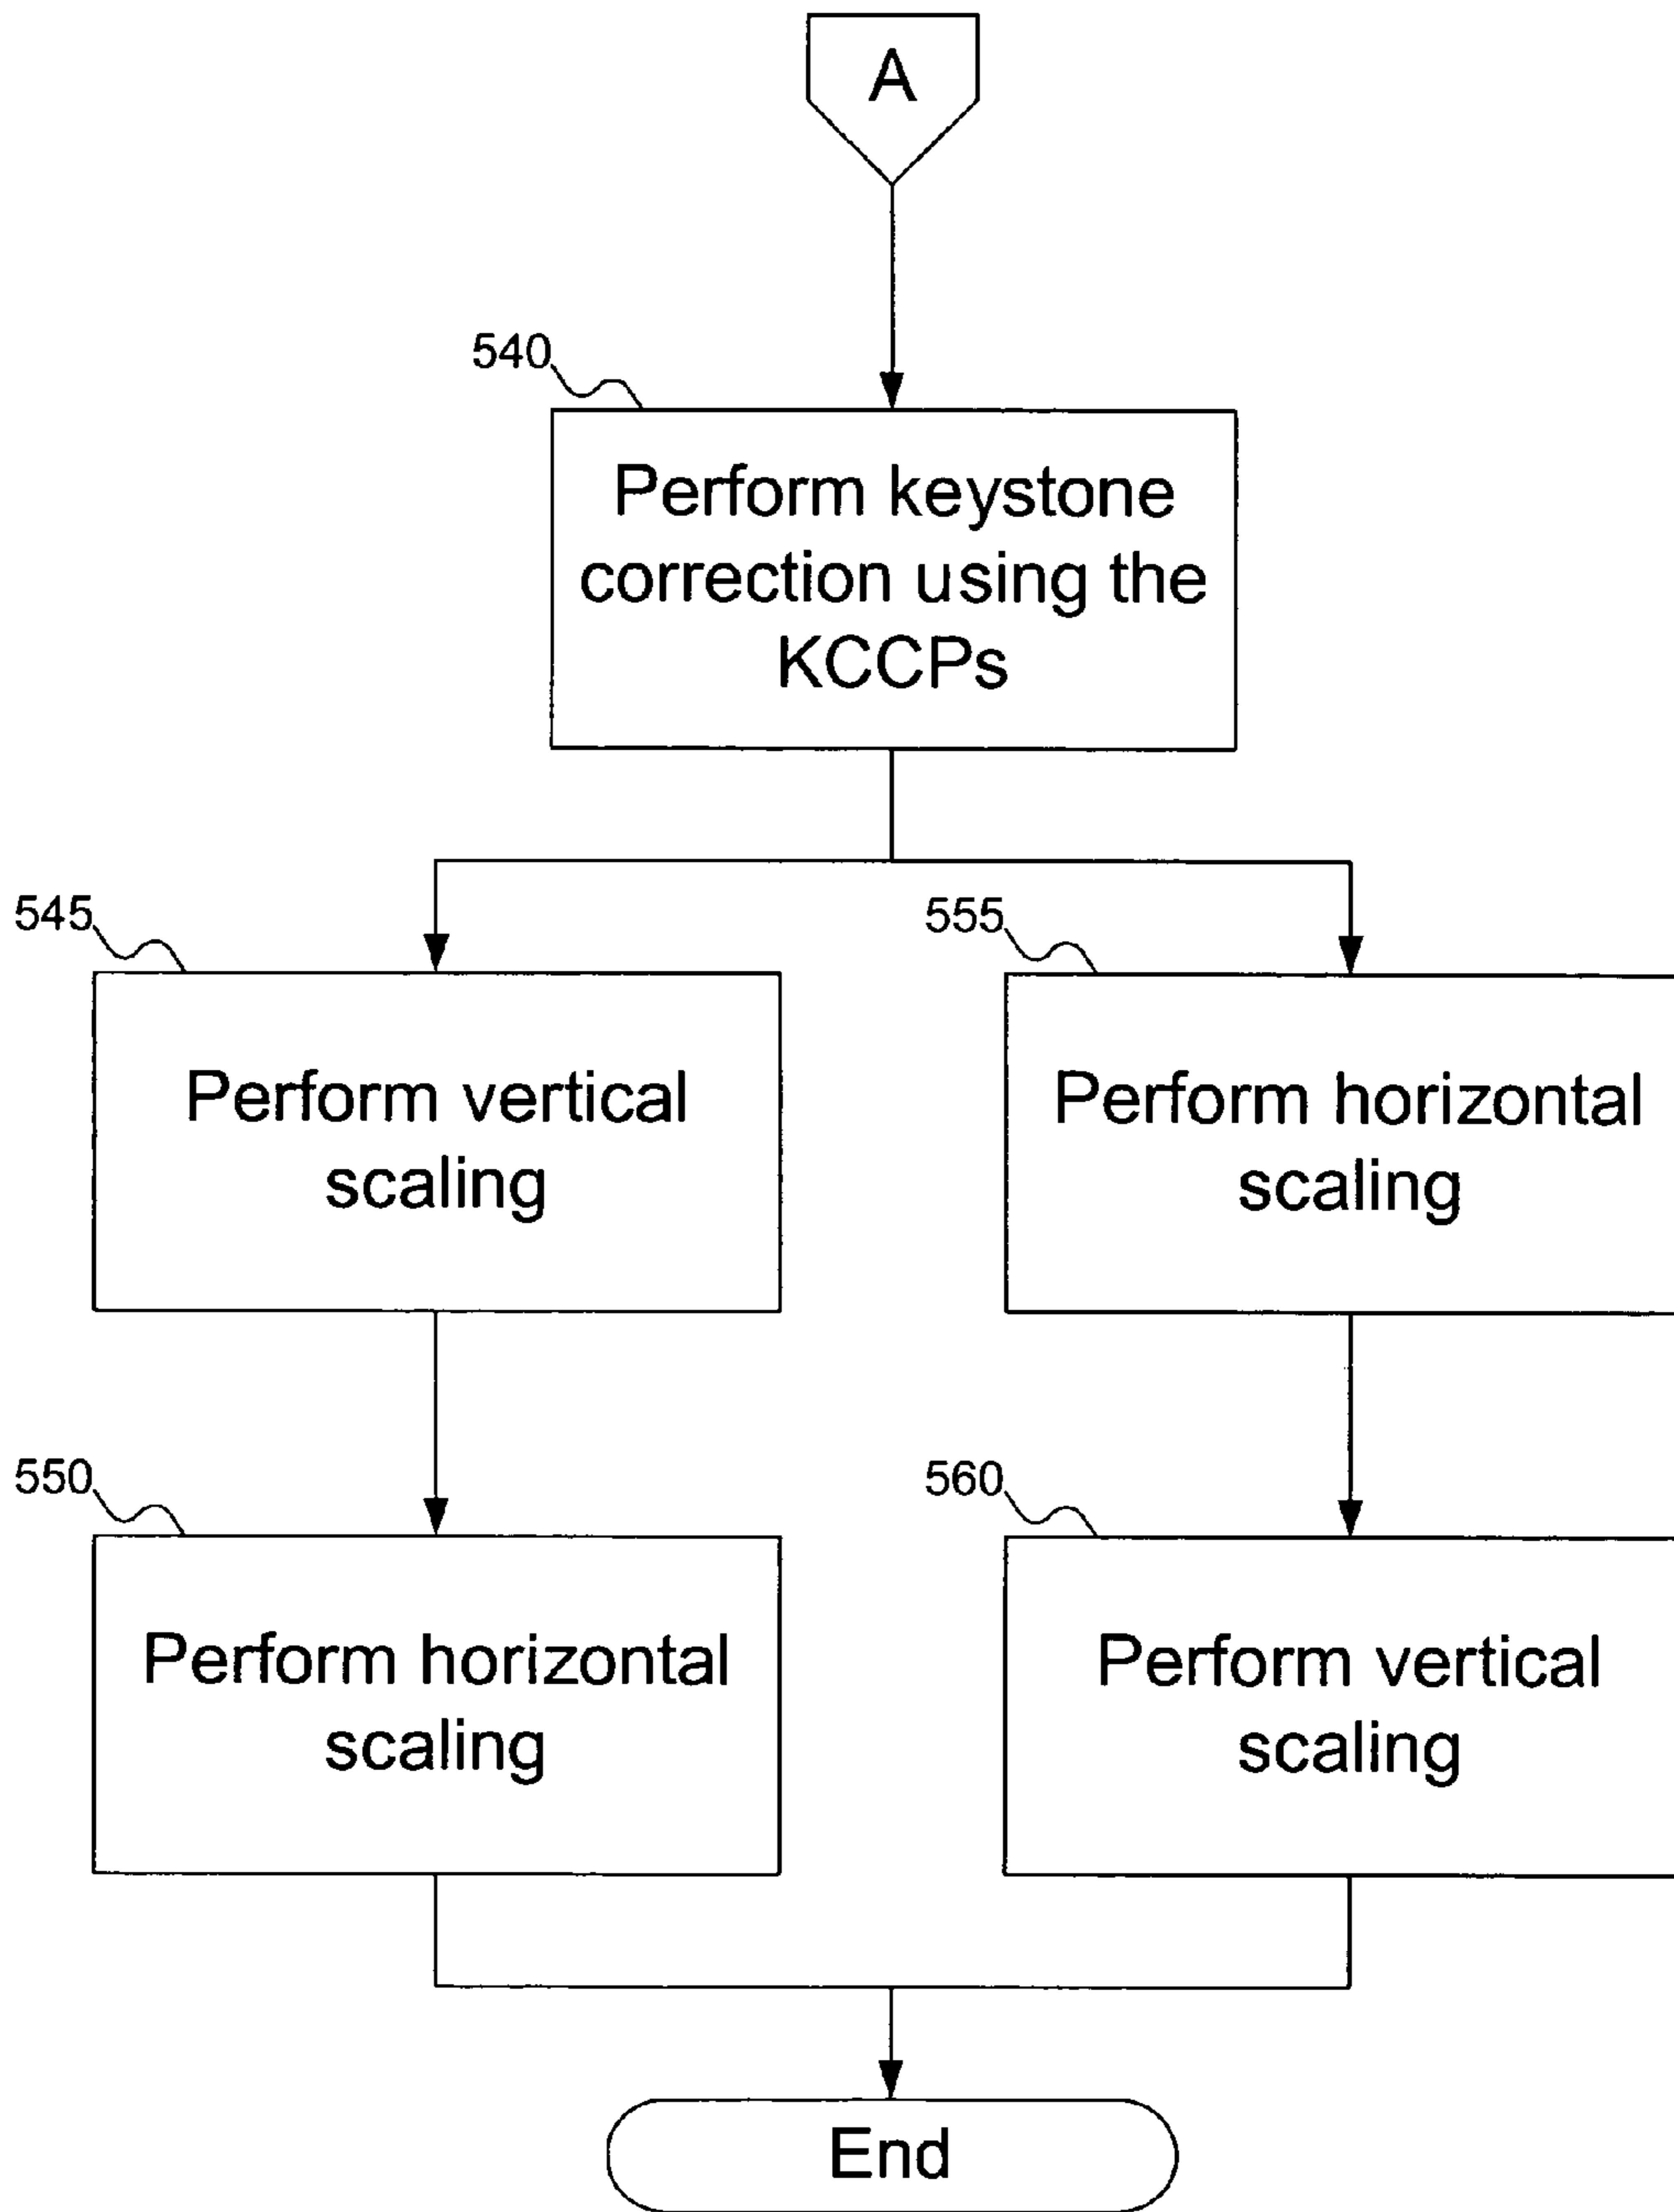 A
540
Perform keystone
correction using the
KCCPs
545
555
Perform vertical
scaling
Perform horizontal
scaling
550
560
Perform horizontal
scaling
Perform vertical
scaling
End